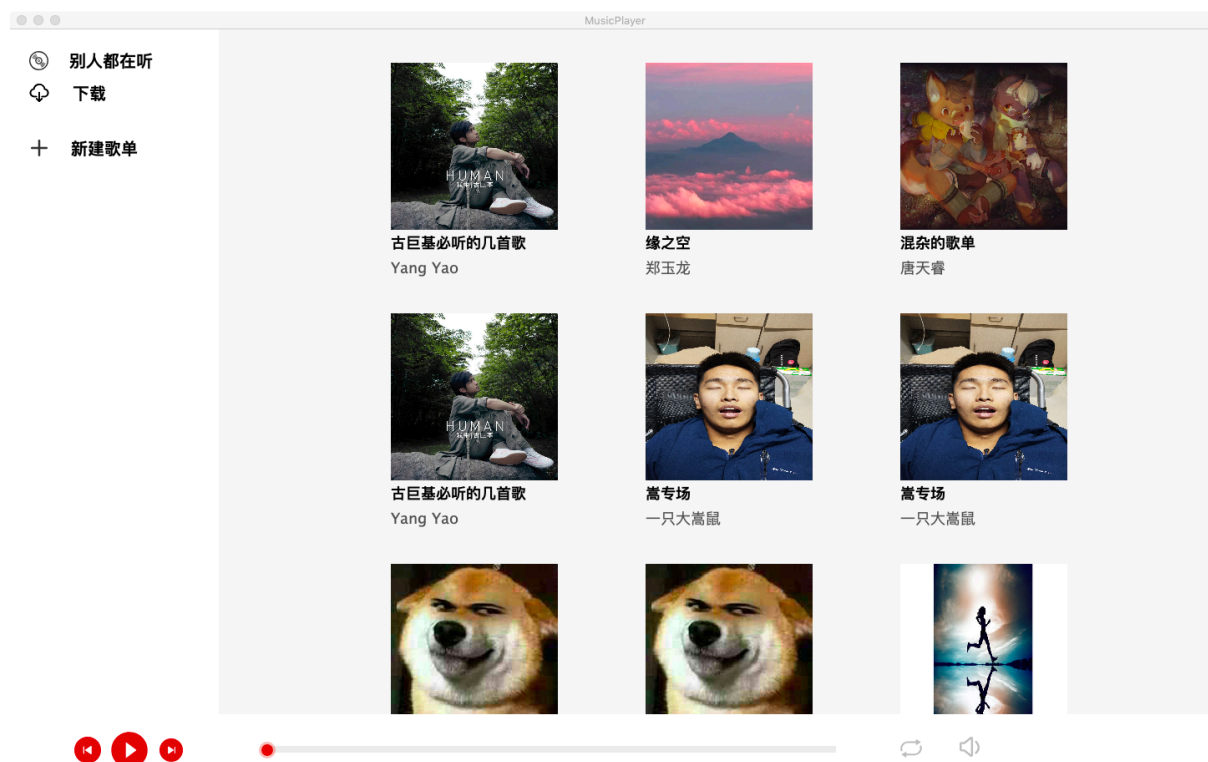 MusicPlayer
别人都在听
下载
新建歌单
HUMAN
古巨基必听的几首歌
Yang Yao
缘之空
郑玉龙
混杂的歌单
唐天睿
HUMAN
古巨基必听的几首歌
Yang Yao
嵩专场
一只大嵩鼠
嵩专场
一只大嵩鼠